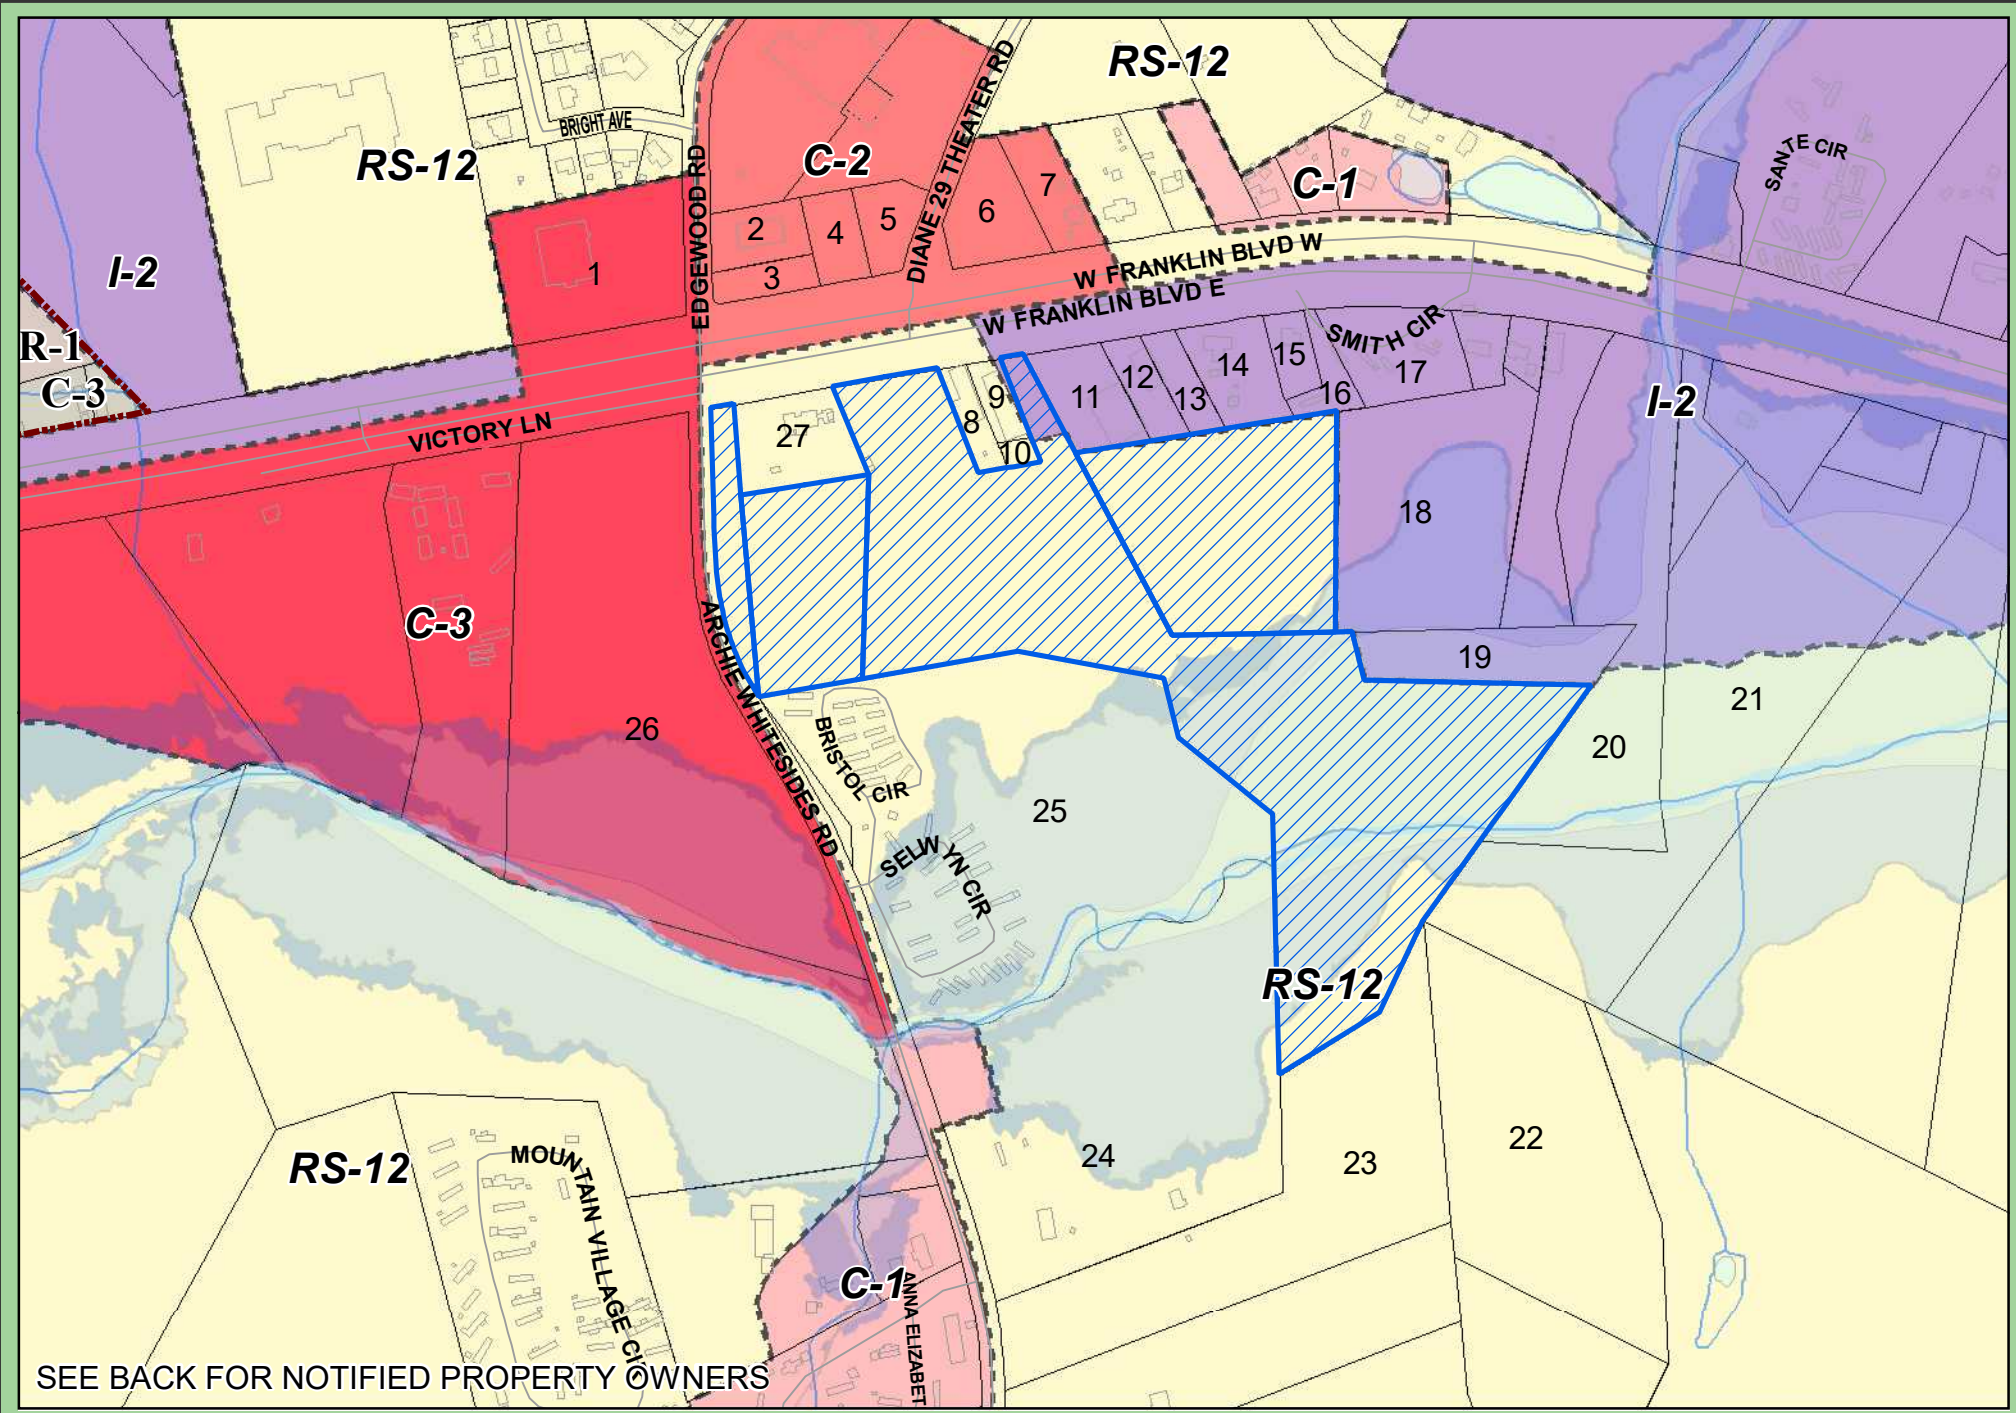 RS-12
BRIGHT AVE
RS-12
C-2
DIANE 29 THEATER RD
EDGEWOOD RD
SANTE CIR
C-1
I-2
R-1
C-3
1
2
3
4
5
6
7
W FRANKLIN BLVD W
W FRANKLIN BLVD E
SMITH CIR
I-2
VICTORY LN
27
8
9
10
11
12
13
14
15
16
17
18
19
20
21
C-3
ARCHIE WHITESIDES RD
26
BRISTOL CIR
SELWYN CIR
25
RS-12
RS-12
MOUNTAIN VILLAGE CIR
24
23
22
C-1
ANNA ELIZABET
SEE BACK FOR NOTIFIED PROPERTY OWNERS